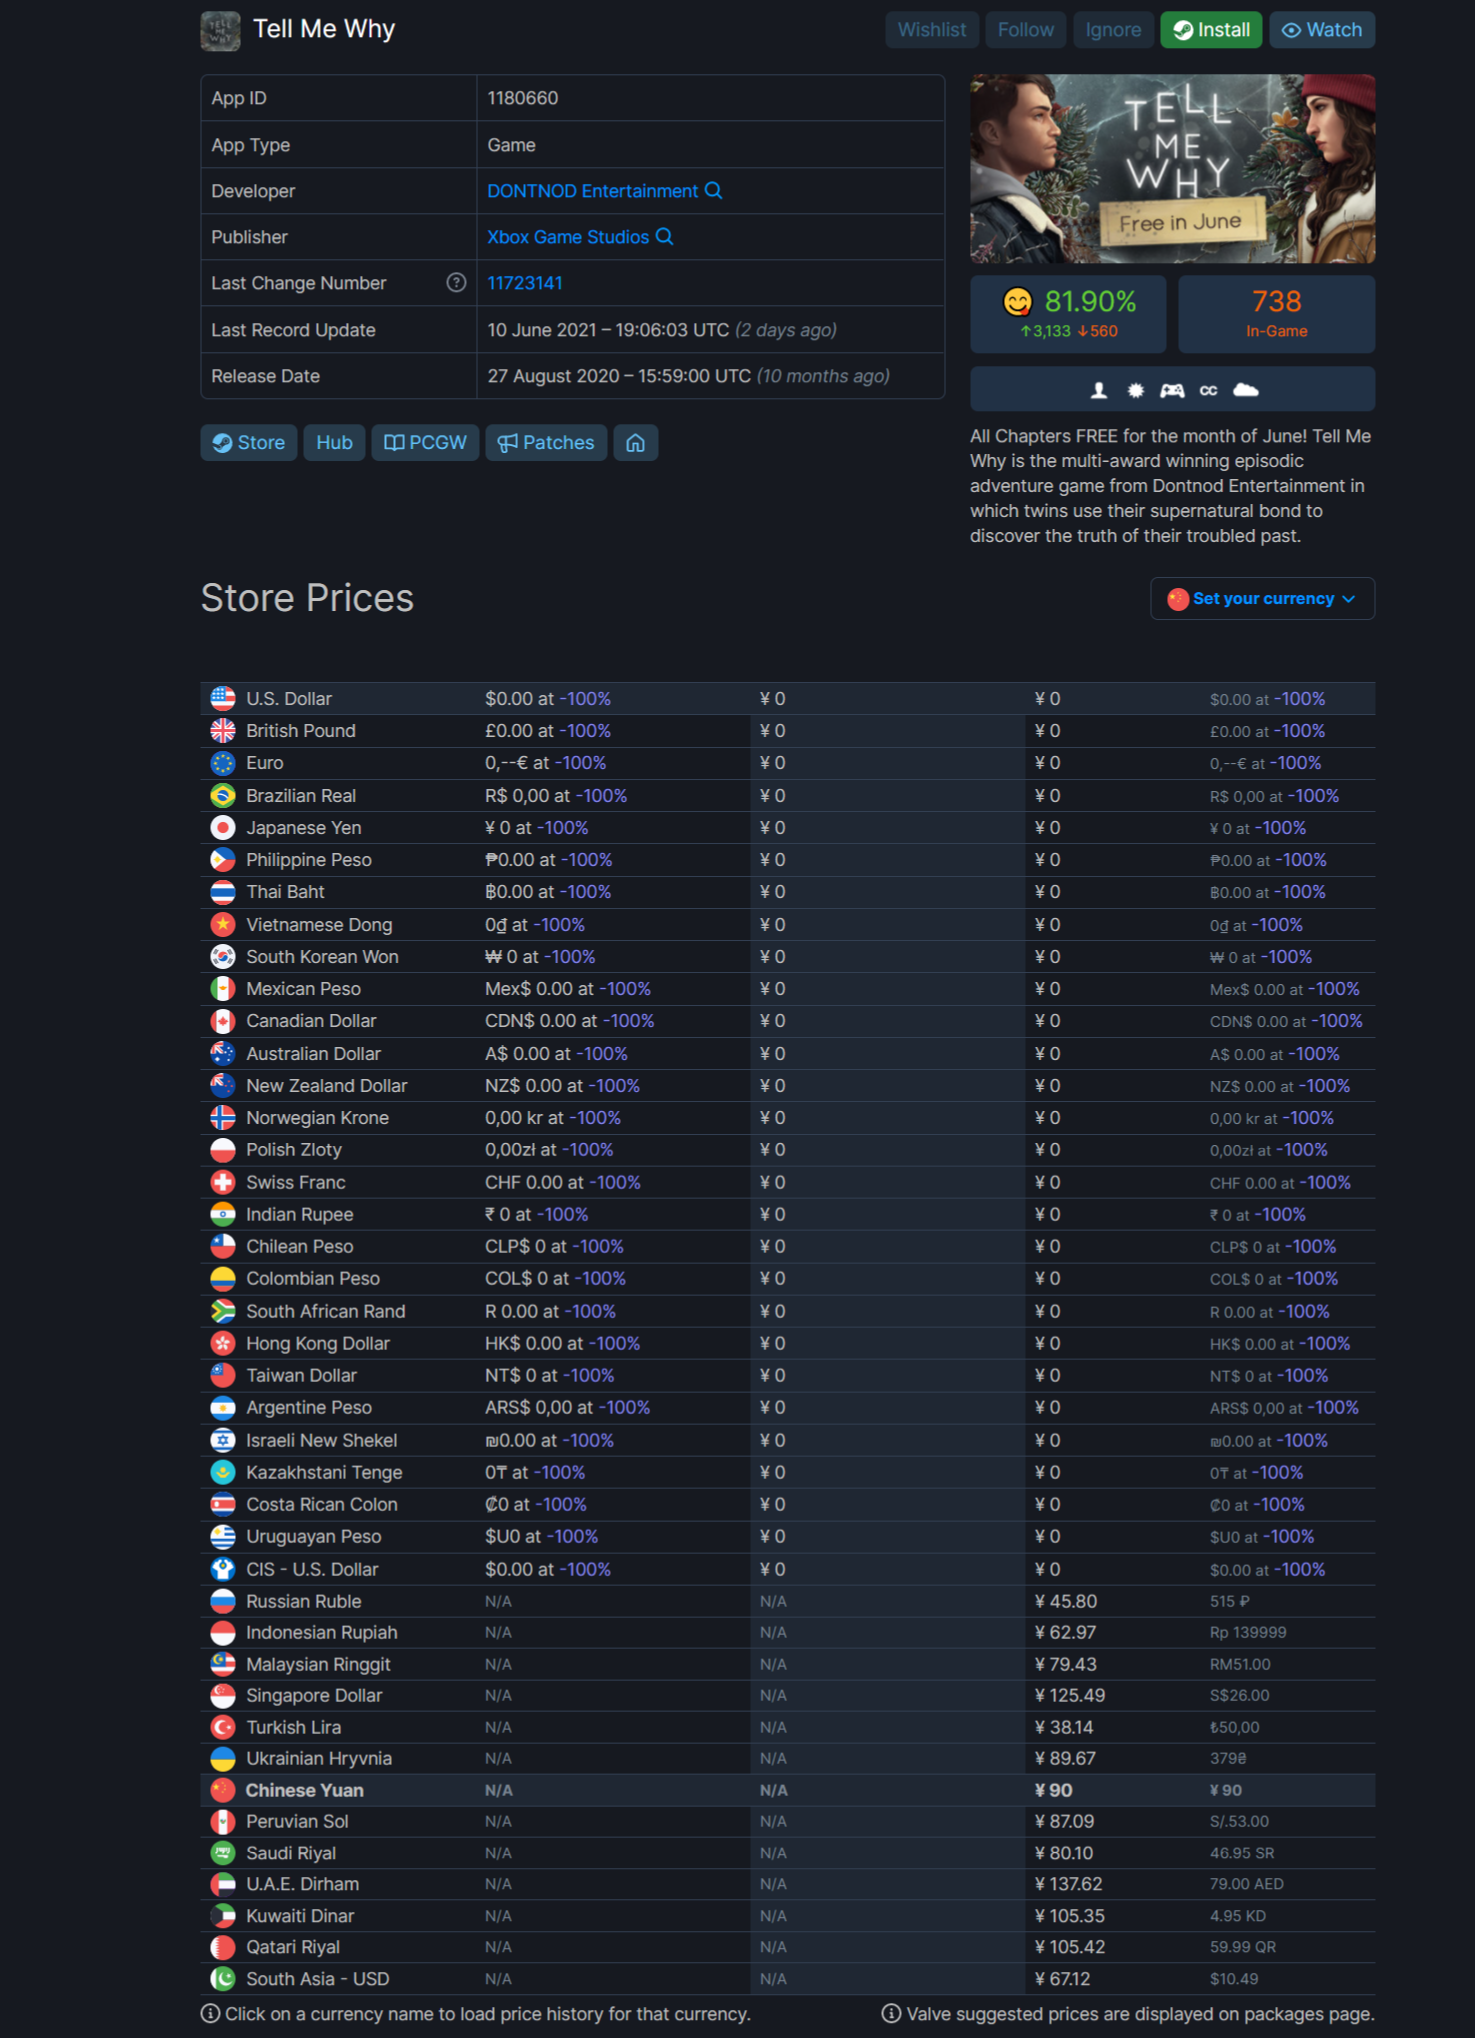 Tell Me Why
Wishlist Follow Ignore Install Watch
App ID 1180660
App Type Game
Developer DONTNOD Entertainment
Publisher Xbox Game Studios
Last Change Number 11723141
Last Record Update 10 June 2021 – 19:06:03 UTC (2 days ago)
Release Date 27 August 2020 – 15:59:00 UTC (10 months ago)
Store Hub PCGW Patches
TELL
ME
WHY
Free in June
81.90%
↑3,133 ↓560
738
In-Game
CC
All Chapters FREE for the month of June! Tell Me
Why is the multi-award winning episodic
adventure game from Dontnod Entertainment in
which twins use their supernatural bond to
discover the truth of their troubled past.
Store Prices
Set your currency
U.S. Dollar $0.00 at -100% ¥ 0 ¥ 0 $0.00 at -100%
British Pound £0.00 at -100% ¥ 0 ¥ 0 £0.00 at -100%
Euro 0,--€ at -100% ¥ 0 ¥ 0 0,--€ at -100%
Brazilian Real R$ 0,00 at -100% ¥ 0 ¥ 0 R$ 0,00 at -100%
Japanese Yen ¥ 0 at -100% ¥ 0 ¥ 0 ¥ 0 at -100%
Philippine Peso ₱0.00 at -100% ¥ 0 ¥ 0 ₱0.00 at -100%
Thai Baht ฿0.00 at -100% ¥ 0 ¥ 0 ฿0.00 at -100%
Vietnamese Dong 0₫ at -100% ¥ 0 ¥ 0 0₫ at -100%
South Korean Won ₩ 0 at -100% ¥ 0 ¥ 0 ₩ 0 at -100%
Mexican Peso Mex$ 0.00 at -100% ¥ 0 ¥ 0 Mex$ 0.00 at -100%
Canadian Dollar CDN$ 0.00 at -100% ¥ 0 ¥ 0 CDN$ 0.00 at -100%
Australian Dollar A$ 0.00 at -100% ¥ 0 ¥ 0 A$ 0.00 at -100%
New Zealand Dollar NZ$ 0.00 at -100% ¥ 0 ¥ 0 NZ$ 0.00 at -100%
Norwegian Krone 0,00 kr at -100% ¥ 0 ¥ 0 0,00 kr at -100%
Polish Zloty 0,00zł at -100% ¥ 0 ¥ 0 0,00zł at -100%
Swiss Franc CHF 0.00 at -100% ¥ 0 ¥ 0 CHF 0.00 at -100%
Indian Rupee ₹ 0 at -100% ¥ 0 ¥ 0 ₹ 0 at -100%
Chilean Peso CLP$ 0 at -100% ¥ 0 ¥ 0 CLP$ 0 at -100%
Colombian Peso COL$ 0 at -100% ¥ 0 ¥ 0 COL$ 0 at -100%
South African Rand R 0.00 at -100% ¥ 0 ¥ 0 R 0.00 at -100%
Hong Kong Dollar HK$ 0.00 at -100% ¥ 0 ¥ 0 HK$ 0.00 at -100%
Taiwan Dollar NT$ 0 at -100% ¥ 0 ¥ 0 NT$ 0 at -100%
Argentine Peso ARS$ 0,00 at -100% ¥ 0 ¥ 0 ARS$ 0,00 at -100%
Israeli New Shekel ₪0.00 at -100% ¥ 0 ¥ 0 ₪0.00 at -100%
Kazakhstani Tenge 0₸ at -100% ¥ 0 ¥ 0 0₸ at -100%
Costa Rican Colon ₡0 at -100% ¥ 0 ¥ 0 ₡0 at -100%
Uruguayan Peso $U0 at -100% ¥ 0 ¥ 0 $U0 at -100%
CIS - U.S. Dollar $0.00 at -100% ¥ 0 ¥ 0 $0.00 at -100%
Russian Ruble N/A N/A ¥ 45.80 515 ₽
Indonesian Rupiah N/A N/A ¥ 62.97 Rp 139999
Malaysian Ringgit N/A N/A ¥ 79.43 RM51.00
Singapore Dollar N/A N/A ¥ 125.49 S$26.00
Turkish Lira N/A N/A ¥ 38.14 ₺50,00
Ukrainian Hryvnia N/A N/A ¥ 89.67 379₴
Chinese Yuan N/A N/A ¥ 90 ¥ 90
Peruvian Sol N/A N/A ¥ 87.09 S/.53.00
Saudi Riyal N/A N/A ¥ 80.10 46.95 SR
U.A.E. Dirham N/A N/A ¥ 137.62 79.00 AED
Kuwaiti Dinar N/A N/A ¥ 105.35 4.95 KD
Qatari Riyal N/A N/A ¥ 105.42 59.99 QR
South Asia - USD N/A N/A ¥ 67.12 $10.49
Click on a currency name to load price history for that currency. Valve suggested prices are displayed on packages page.